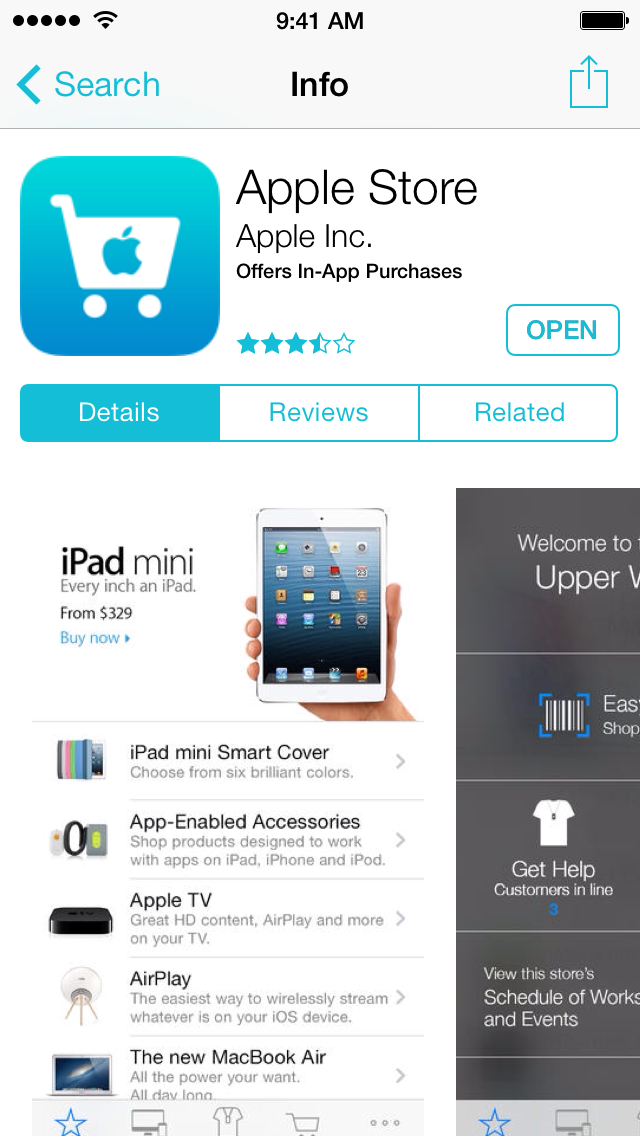 9:41 AM
Search
Info
Apple Store
Apple Inc.
Offers In-App Purchases
OPEN
Details
Reviews
Related
iPad mini
Every inch an iPad.
From $329
Buy now
iPad mini Smart Cover
Choose from six brilliant colors.
App-Enabled Accessories
Shop products designed to work
with apps on iPad, iPhone and iPod.
Apple TV
Great HD content, AirPlay and more
on your TV.
AirPlay
The easiest way to wirelessly stream
whatever is on your iOS device.
The new MacBook Air
All the power your want.
All day long.
Welcome to
Upper
Shop
Get Help
Customers in line
3
View this store's
Schedule of Works
and Events